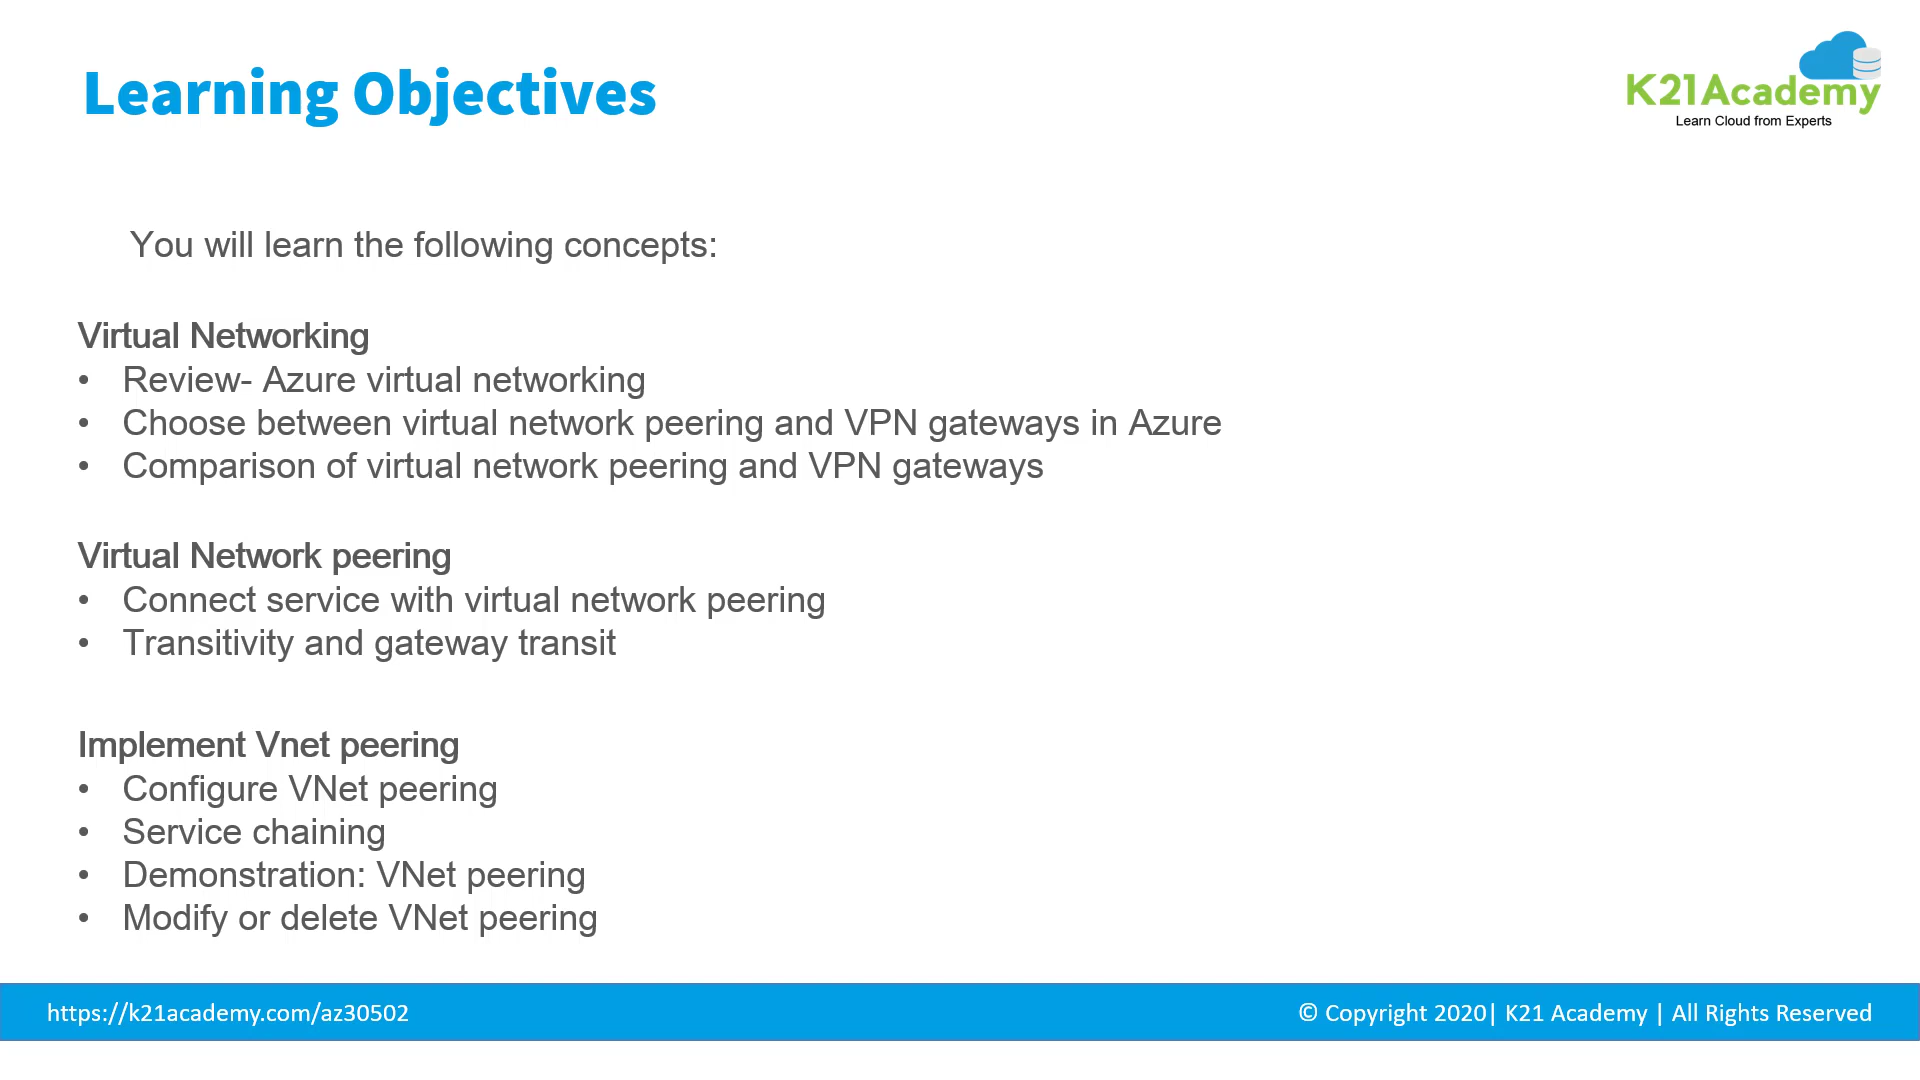 Learning Objectives
K21Academy
Learn Cloud from Experts
You will learn the following concepts:
Virtual Networking
• Review- Azure virtual networking
• Choose between virtual network peering and VPN gateways in Azure
• Comparison of virtual network peering and VPN gateways
Virtual Network peering
• Connect service with virtual network peering
• Transitivity and gateway transit
Implement Vnet peering
• Configure VNet peering
• Service chaining
• Demonstration: VNet peering
• Modify or delete VNet peering
https://k21academy.com/az30502
© Copyright 2020| K21 Academy | All Rights Reserved